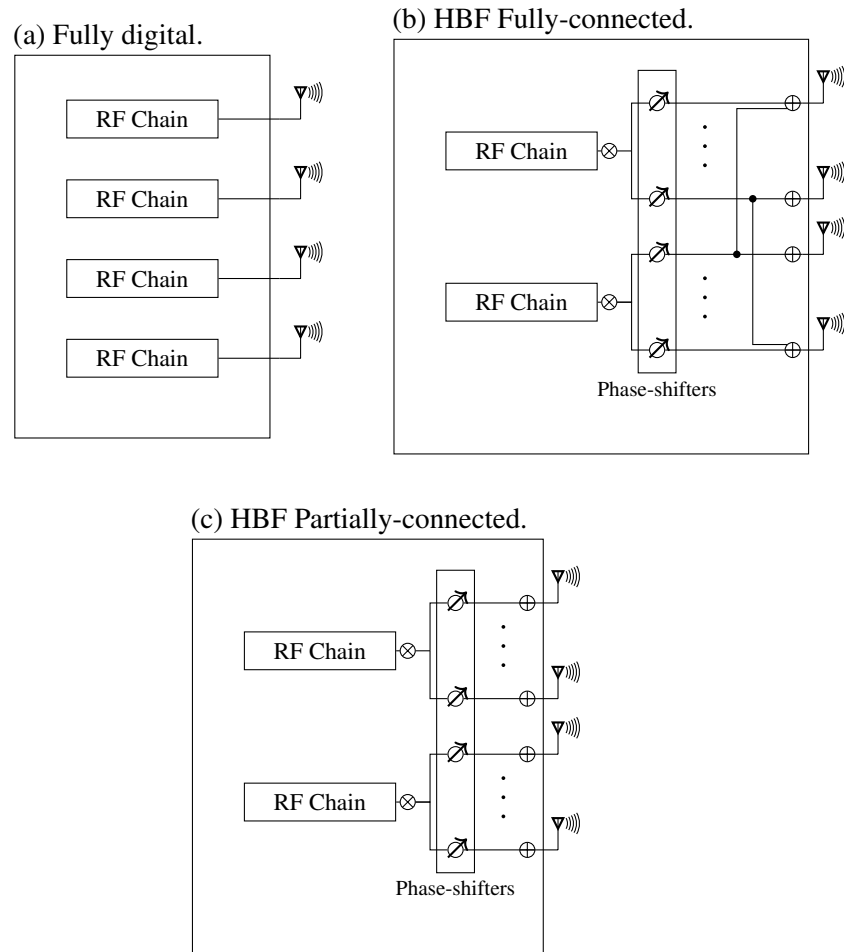 (a) Fully digital.
RF Chain
RF Chain
RF Chain
RF Chain
(b) HBF Fully-connected.
RF Chain
RF Chain
Phase-shifters
(c) HBF Partially-connected.
RF Chain
RF Chain
Phase-shifters